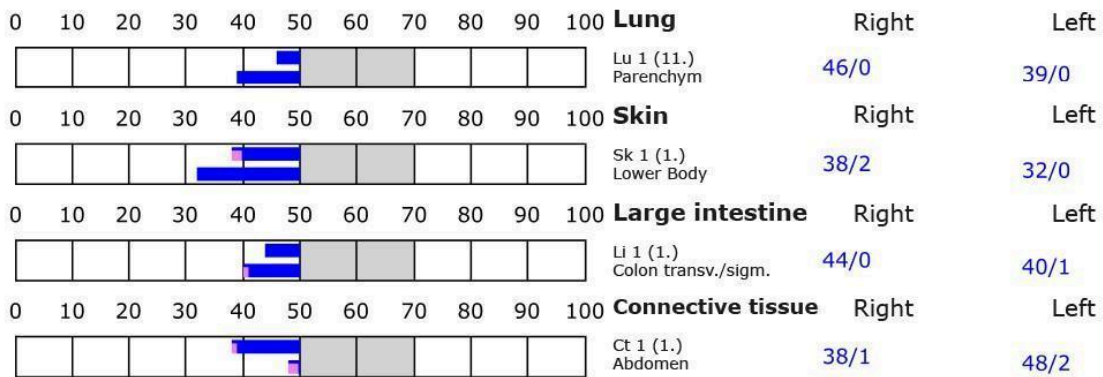 0 10 20 30 40 50 60 70 80 90 100 Lung Right Left
Lu 1 (11.)
Parenchym 46/0 39/0
0 10 20 30 40 50 60 70 80 90 100 Skin Right Left
Sk 1 (1.)
Lower Body 38/2 32/0
0 10 20 30 40 50 60 70 80 90 100 Large intestine Right Left
Li 1 (1.)
Colon transv./sigm. 44/0 40/1
0 10 20 30 40 50 60 70 80 90 100 Connective tissue Right Left
Ct 1 (1.)
Abdomen 38/1 48/2